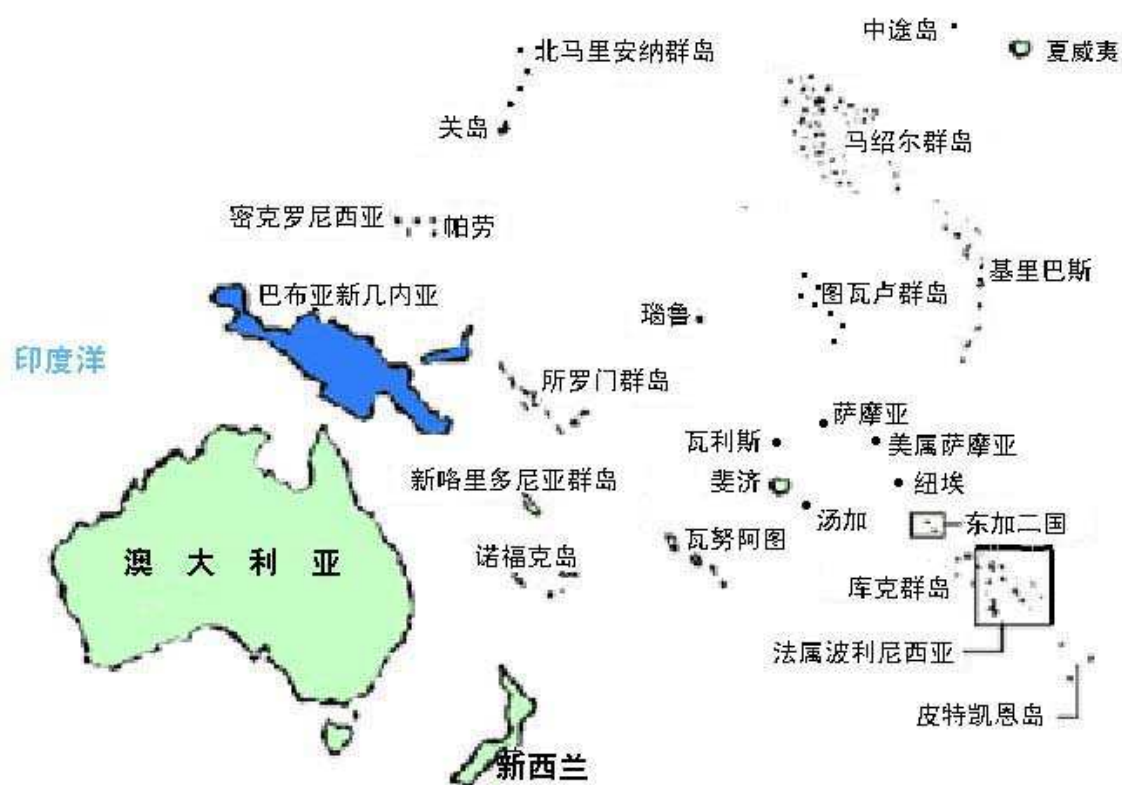 中途岛
北马里安纳群岛
夏威夷
关岛
马绍尔群岛
密克罗尼西亚
帕劳
基里巴斯
巴布亚新几内亚
图瓦卢群岛
瑙鲁
印度洋
所罗门群岛
萨摩亚
瓦利斯
美属萨摩亚
新喀里多尼亚群岛
斐济
纽埃
汤加
东加二国
瓦努阿图
诺福克岛
澳大利亚
库克群岛
法属波利尼西亚
皮特凯恩岛
新西兰